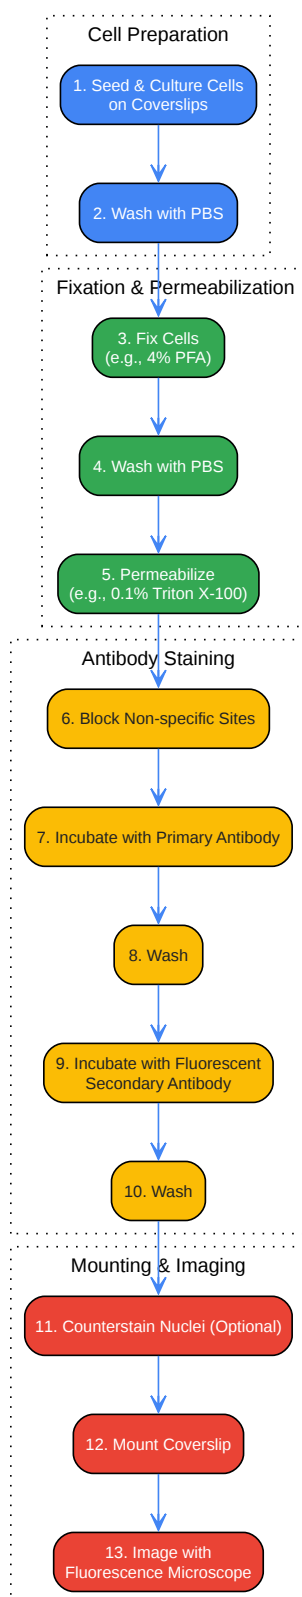 Cell Preparation
1. Seed & Culture Cells
on Coverslips
2. Wash with PBS
Fixation & Permeabilization
3. Fix Cells
(e.g., 4% PFA)
4. Wash with PBS
5. Permeabilize
(e.g., 0.1% Triton X-100)
Antibody Staining
6. Block Non-specific Sites
7. Incubate with Primary Antibody
8. Wash
9. Incubate with Fluorescent
Secondary Antibody
10. Wash
Mounting & Imaging
11. Counterstain Nuclei (Optional)
12. Mount Coverslip
13. Image with
Fluorescence Microscope